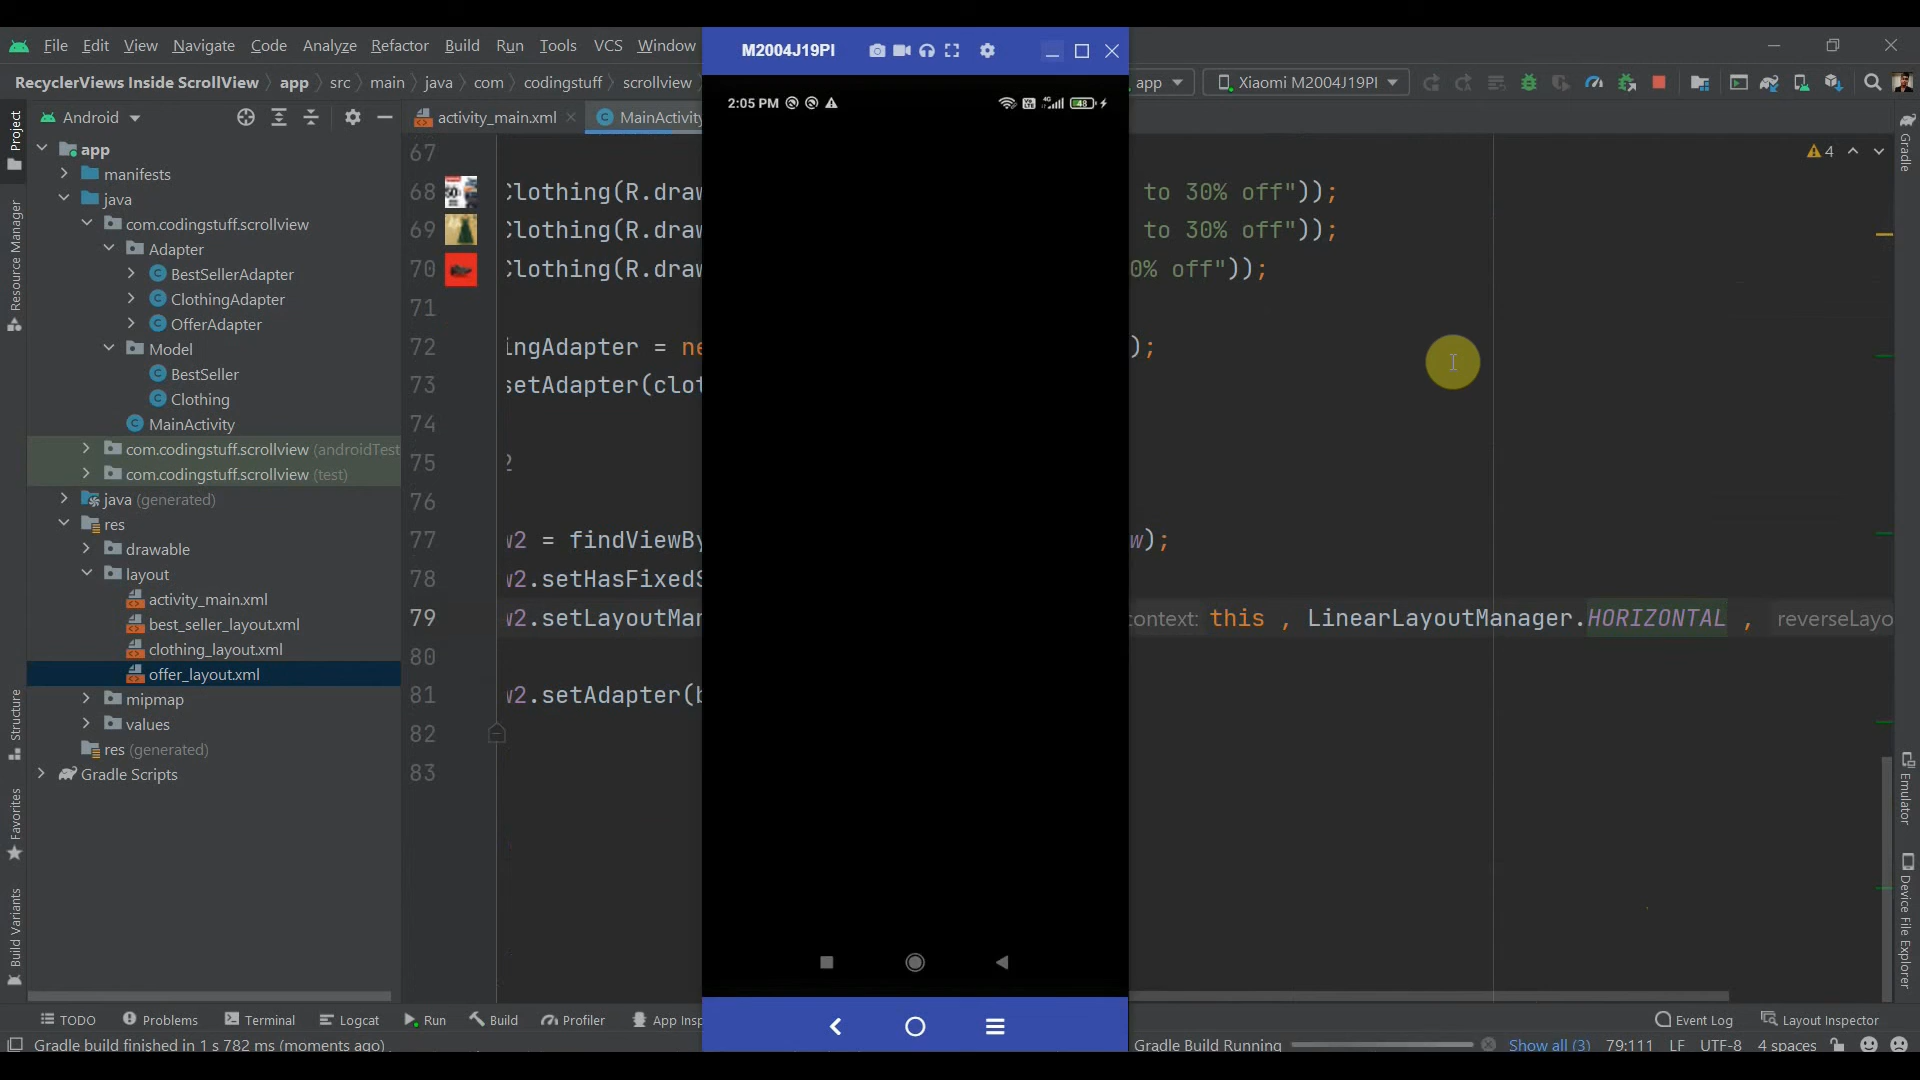 File Edit View Navigate Code Analyze Refactor Build Run Tools VCS Window
M2004J19PI
RecyclerViews Inside ScrollView app src main java com codingstuff scrollview
app Xiaomi M2004J19PI
Android
activity_main.xml MainActivity
2:05 PM
48
Project
Resource Manager
Structure
Favorites
Build Variants
Gradle
Emulator
Device File Explorer
app
manifests
java
com.codingstuff.scrollview
Adapter
BestSellerAdapter
ClothingAdapter
OfferAdapter
Model
BestSeller
Clothing
MainActivity
com.codingstuff.scrollview (androidTest
com.codingstuff.scrollview (test)
java (generated)
res
drawable
layout
activity_main.xml
best_seller_layout.xml
clothing_layout.xml
offer_layout.xml
mipmap
values
res (generated)
Gradle Scripts
4
67
68 Clothing(R.draw to 30% off"));
69 Clothing(R.draw to 30% off"));
70 Clothing(R.draw 0% off"));
71
72 ingAdapter = ne );
73 setAdapter(clot
74
75 2
76
77 w2 = findViewBy w);
78 w2.setHasFixedS
79 w2.setLayoutMan context: this , LinearLayoutManager.HORIZONTAL , reverseLayo
80
81 w2.setAdapter(b
82
83
TODO Problems Terminal Logcat Run Build Profiler App Insp Event Log Layout Inspector
Gradle build finished in 1 s 782 ms (moments ago) Gradle Build Running Show all (3) 79:111 LF UTF-8 4 spaces